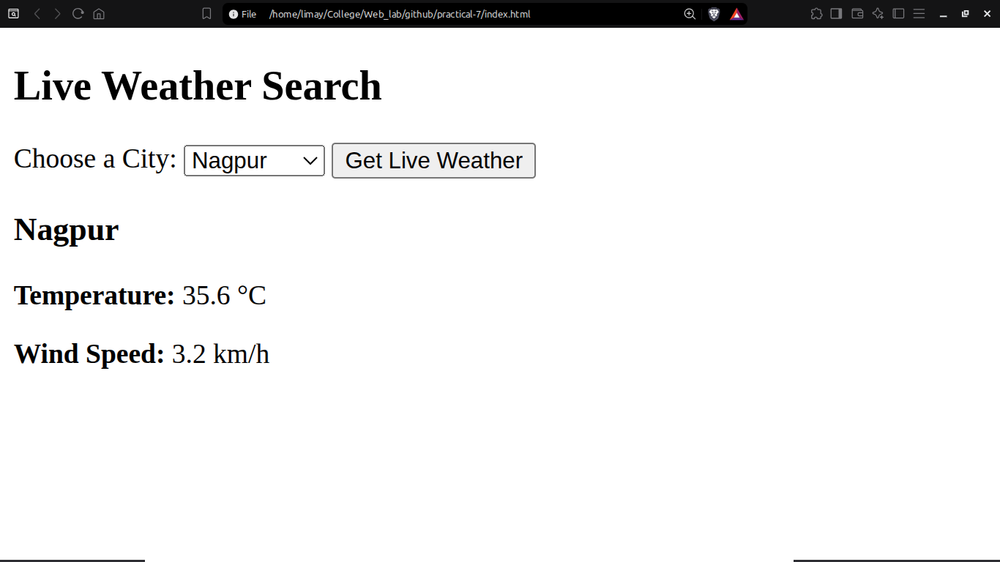 File /home/limay/College/Web_lab/github/practical-7/index.html
Live Weather Search
Choose a City: Nagpur Get Live Weather
Nagpur
Temperature: 35.6 °C
Wind Speed: 3.2 km/h